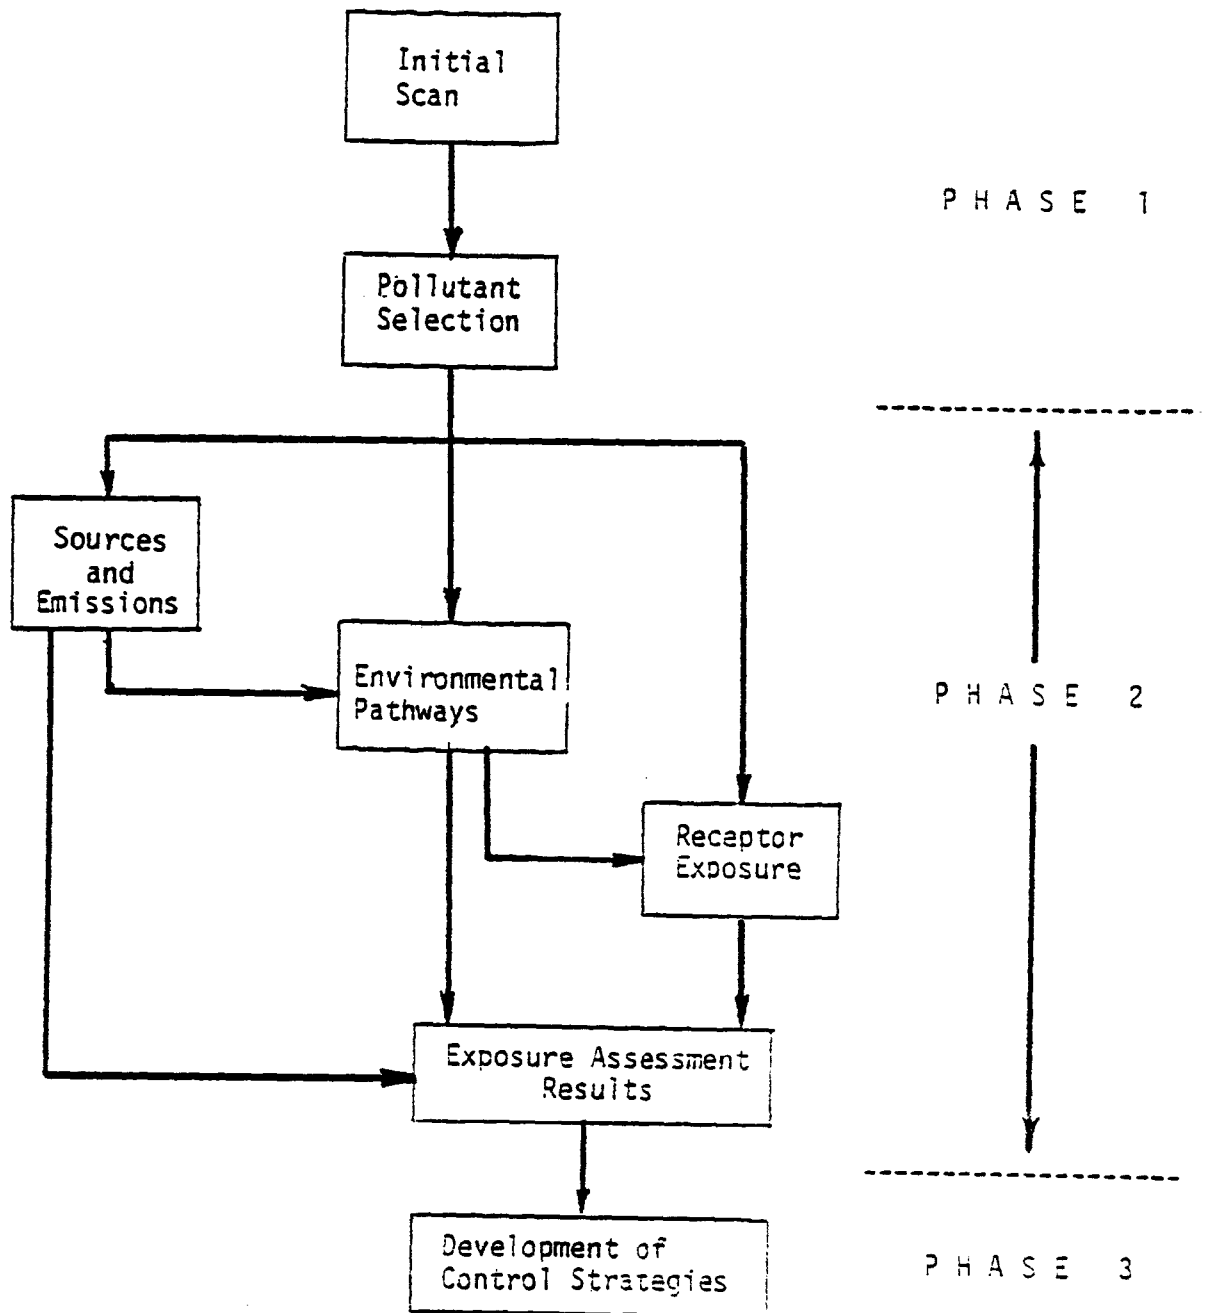 Initial
Scan
PHASE 1
Pollutant
Selection
Sources
and
Emissions
Environmental
Pathways
PHASE 2
Receptor
Exposure
Exposure Assessment
Results
Development of
Control Strategies
PHASE 3